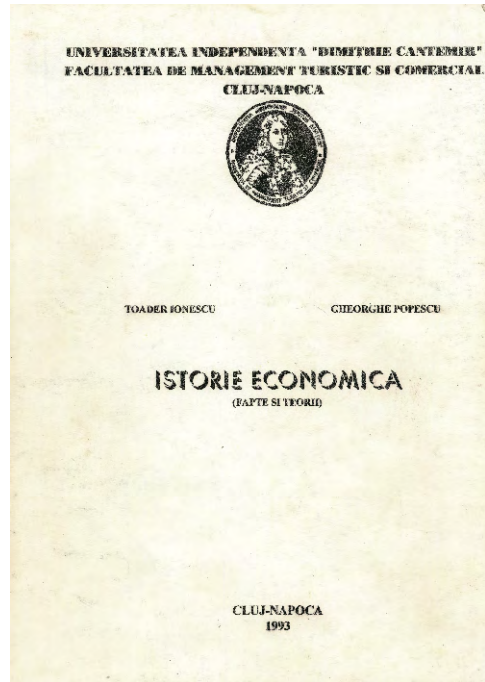 UNIVERSITATEA INDEPENDENTA "DIMITRIE CANTEMIR"
FACULTATEA DE MANAGEMENT TURISTIC SI COMERCIAL
CLUJ-NAPOCA
TOADER IONESCU GHEORGHE POPESCU
ISTORIE ECONOMICA
(FAPTE SI TEORII)
CLUJ-NAPOCA
1993